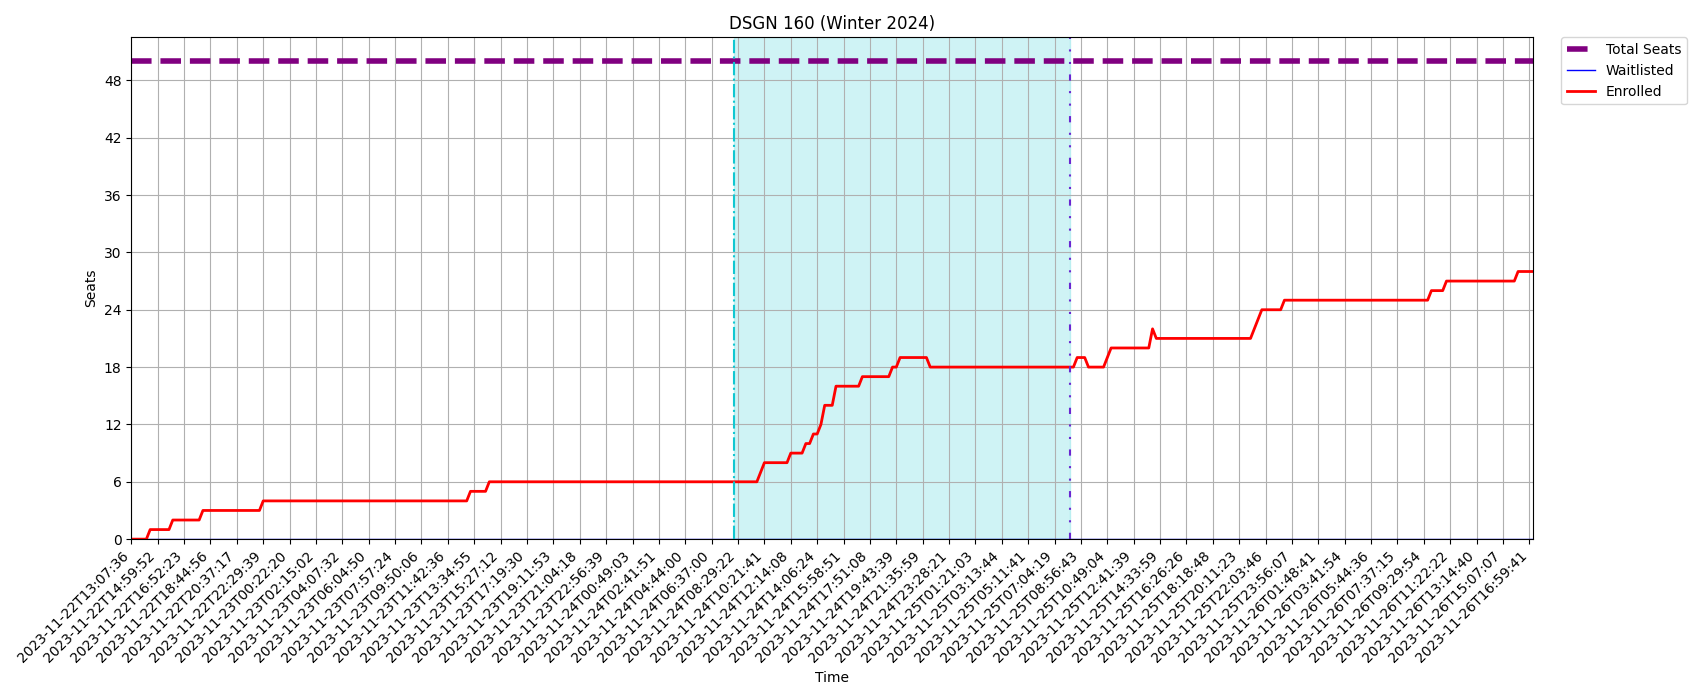 DSGN 160 (Winter 2024)
Total Seats
Waitlisted
Enrolled
48
42
36
30
24
18
12
6
0
Seats
2023-11-22T13:07:36
2023-11-22T14:59:52
2023-11-22T16:52:23
2023-11-22T18:44:56
2023-11-22T20:37:17
2023-11-22T22:29:39
2023-11-23T00:22:20
2023-11-23T02:15:02
2023-11-23T04:07:32
2023-11-23T06:04:50
2023-11-23T07:57:24
2023-11-23T09:50:06
2023-11-23T11:42:36
2023-11-23T13:34:55
2023-11-23T15:27:12
2023-11-23T17:19:30
2023-11-23T19:11:53
2023-11-23T21:04:18
2023-11-23T22:56:39
2023-11-24T00:49:03
2023-11-24T02:41:51
2023-11-24T04:44:00
2023-11-24T06:37:00
2023-11-24T08:29:22
2023-11-24T10:21:41
2023-11-24T12:14:08
2023-11-24T14:06:24
2023-11-24T15:58:51
2023-11-24T17:51:08
2023-11-24T19:43:39
2023-11-24T21:35:59
2023-11-24T23:28:21
2023-11-25T01:21:03
2023-11-25T03:13:44
2023-11-25T05:11:41
2023-11-25T07:04:19
2023-11-25T08:56:43
2023-11-25T10:49:04
2023-11-25T12:41:39
2023-11-25T14:33:59
2023-11-25T16:26:26
2023-11-25T18:18:48
2023-11-25T20:11:23
2023-11-25T22:03:46
2023-11-25T23:56:07
2023-11-26T01:48:41
2023-11-26T03:41:54
2023-11-26T05:44:36
2023-11-26T07:37:15
2023-11-26T09:29:54
2023-11-26T11:22:22
2023-11-26T13:14:40
2023-11-26T15:07:07
2023-11-26T16:59:41
Time